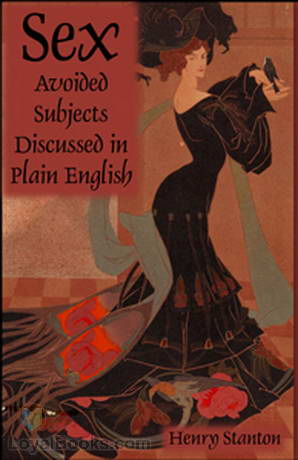 Sex
Avoided
Subjects
Discussed in
Plain English
LoyalBooks.com
Henry Stanton